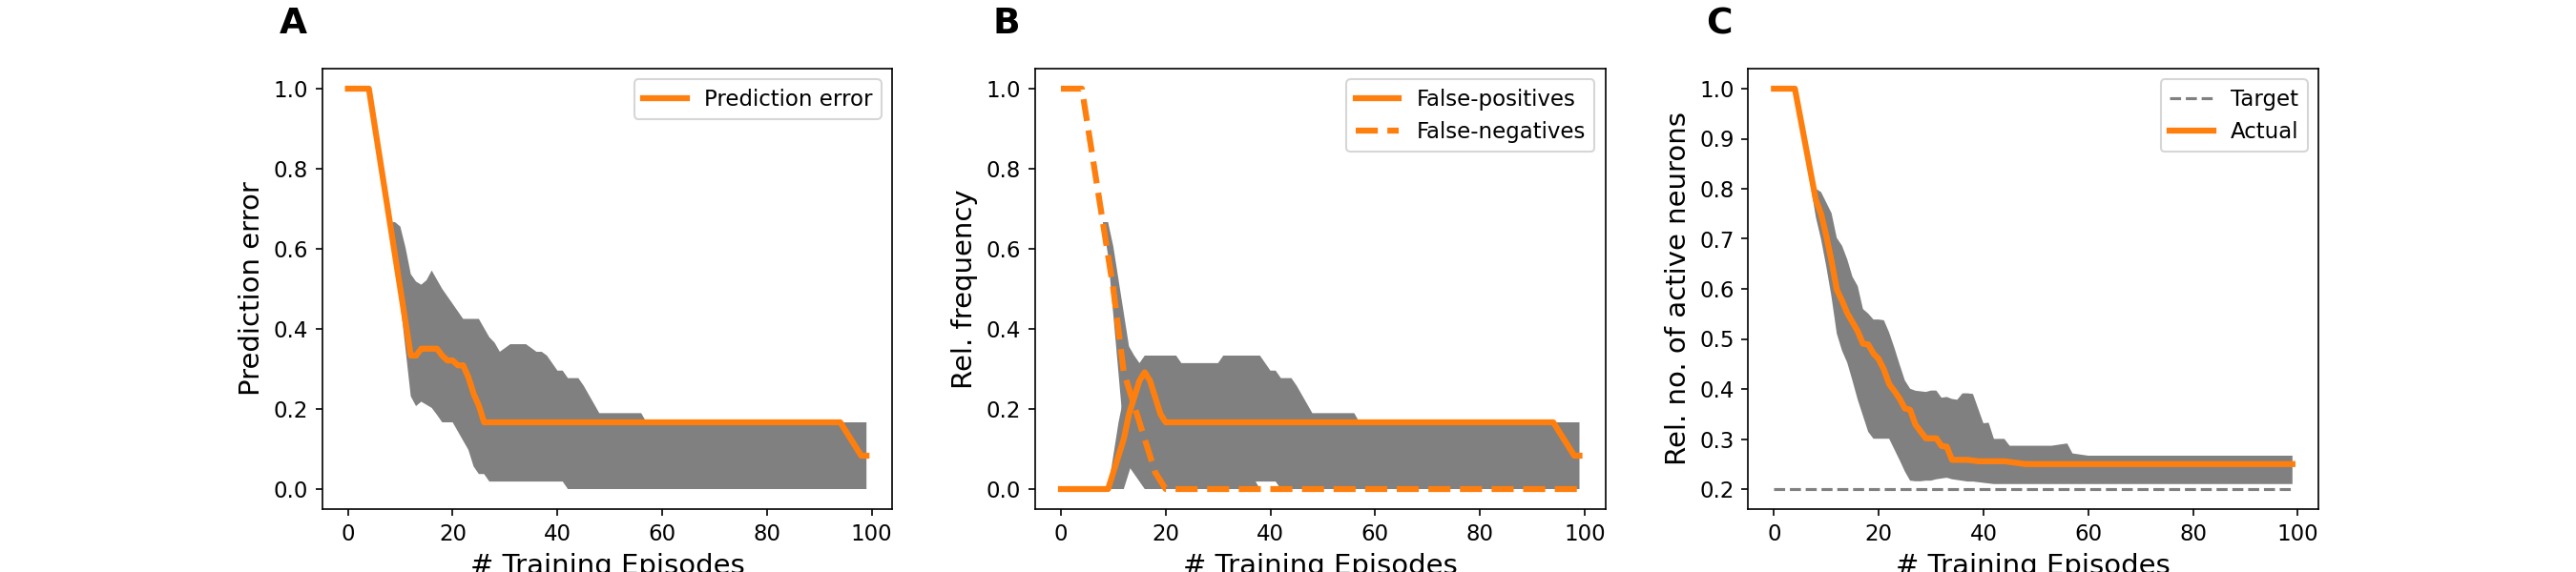 A
B
C
Prediction error
1.0
0.8
0.6
0.4
0.2
0.0
Prediction error
0
20
40
60
80
100
# Training Episodes
Rel. frequency
1.0
0.8
0.6
0.4
0.2
0.0
False-positives
False-negatives
0
20
40
60
80
100
# Training Episodes
Rel. no. of active neurons
1.0
0.9
0.8
0.7
0.6
0.5
0.4
0.3
0.2
Target
Actual
0
20
40
60
80
100
# Training Episodes